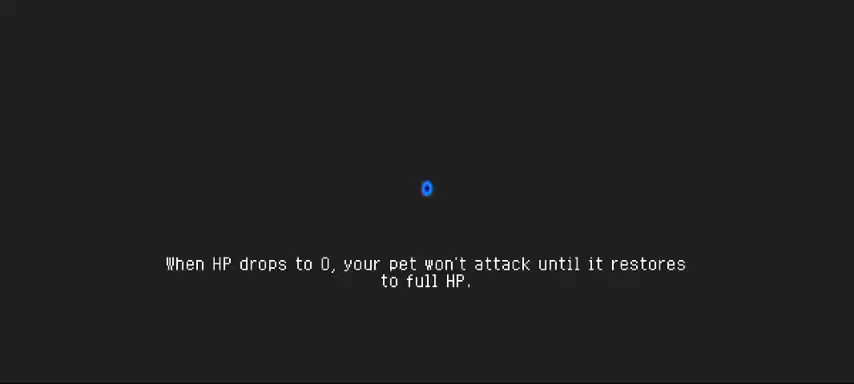 When HP drops to 0, your pet won't attack until it restores
to full HP.